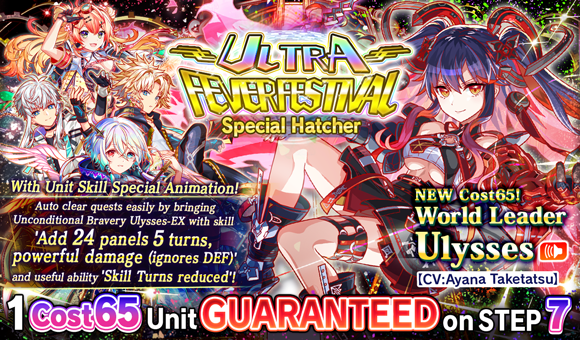 ULTRA
FEVERFESTIVAL
Special Hatcher
With Unit Skill Special Animation!
Auto clear quests easily by bringing
Unconditional Bravery Ulysses-EX with skill
'Add 24 panels 5 turns,
powerful damage (ignores DEF)'
and useful ability 'Skill Turns reduced'!
NEW Cost65!
World Leader
Ulysses
[CV:Ayana Taketatsu]
1 Cost65 Unit GUARANTEED on STEP 7